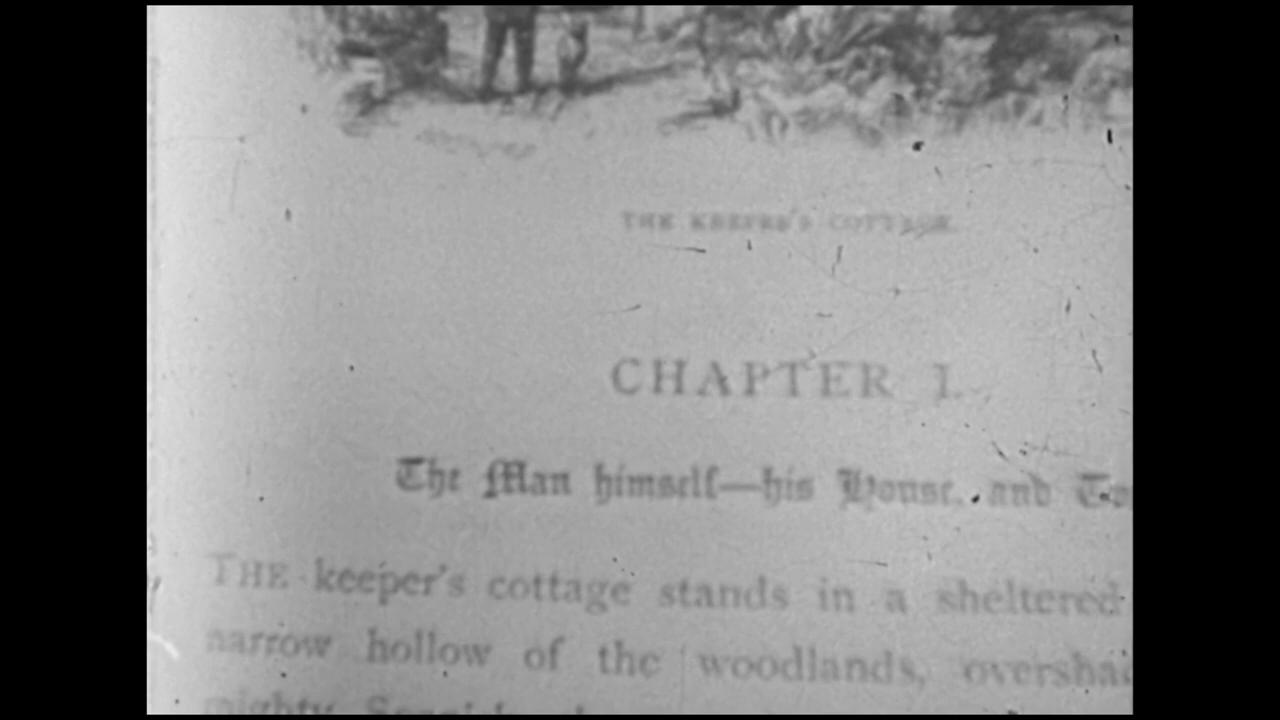 THE KEEPER'S COTTAGE.
CHAPTER I.
The Man himself—his House, and
THE keeper's cottage stands in a sheltered
narrow hollow of the woodlands,
mighty